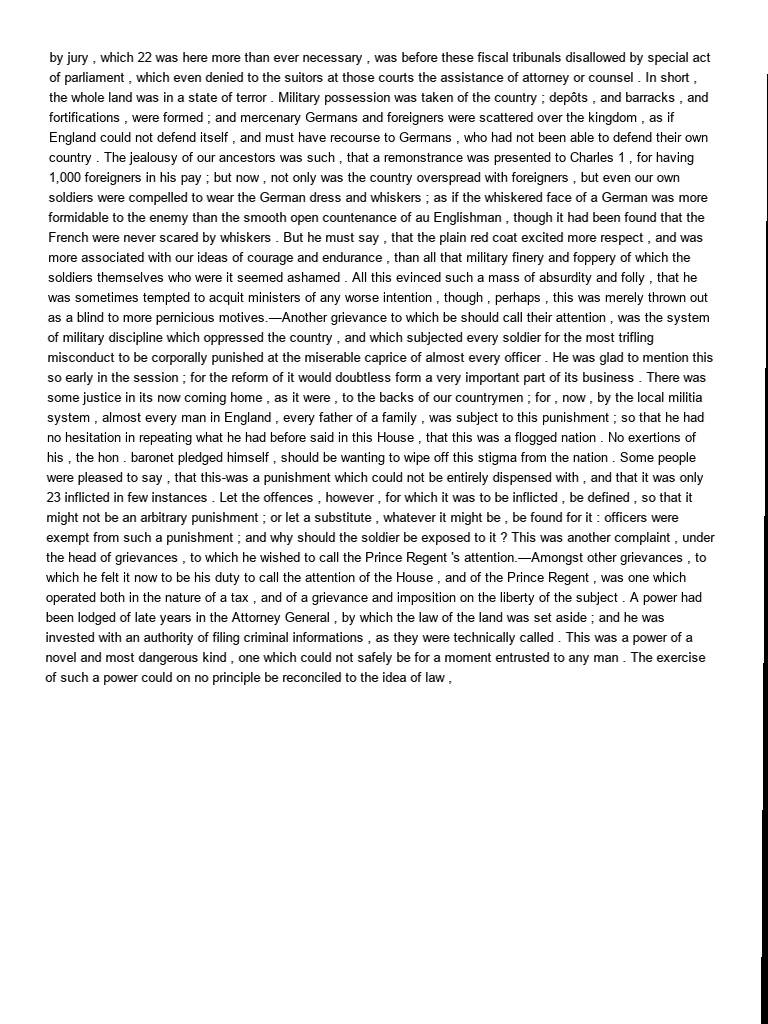 by jury , which 22 was here more than ever necessary , was before these fiscal tribunals disallowed by special act
of parliament , which even denied to the suitors at those courts the assistance of attorney or counsel . In short ,
the whole land was in a state of terror . Military possession was taken of the country ; depôts , and barracks , and
fortifications , were formed ; and mercenary Germans and foreigners were scattered over the kingdom , as if
England could not defend itself , and must have recourse to Germans , who had not been able to defend their own
country . The jealousy of our ancestors was such , that a remonstrance was presented to Charles 1 , for having
1,000 foreigners in his pay ; but now , not only was the country overspread with foreigners , but even our own
soldiers were compelled to wear the German dress and whiskers ; as if the whiskered face of a German was more
formidable to the enemy than the smooth open countenance of au Englishman , though it had been found that the
French were never scared by whiskers . But he must say , that the plain red coat excited more respect , and was
more associated with our ideas of courage and endurance , than all that military finery and foppery of which the
soldiers themselves who were it seemed ashamed . All this evinced such a mass of absurdity and folly , that he
was sometimes tempted to acquit ministers of any worse intention , though , perhaps , this was merely thrown out
as a blind to more pernicious motives.—Another grievance to which be should call their attention , was the system
of military discipline which oppressed the country , and which subjected every soldier for the most trifling
misconduct to be corporally punished at the miserable caprice of almost every officer . He was glad to mention this
so early in the session ; for the reform of it would doubtless form a very important part of its business . There was
some justice in its now coming home , as it were , to the backs of our countrymen ; for , now , by the local militia
system , almost every man in England , every father of a family , was subject to this punishment ; so that he had
no hesitation in repeating what he had before said in this House , that this was a flogged nation . No exertions of
his , the hon . baronet pledged himself , should be wanting to wipe off this stigma from the nation . Some people
were pleased to say , that this-was a punishment which could not be entirely dispensed with , and that it was only
23 inflicted in few instances . Let the offences , however , for which it was to be inflicted , be defined , so that it
might not be an arbitrary punishment ; or let a substitute , whatever it might be , be found for it : officers were
exempt from such a punishment ; and why should the soldier be exposed to it ? This was another complaint , under
the head of grievances , to which he wished to call the Prince Regent 's attention.—Amongst other grievances , to
which he felt it now to be his duty to call the attention of the House , and of the Prince Regent , was one which
operated both in the nature of a tax , and of a grievance and imposition on the liberty of the subject . A power had
been lodged of late years in the Attorney General , by which the law of the land was set aside ; and he was
invested with an authority of filing criminal informations , as they were technically called . This was a power of a
novel and most dangerous kind , one which could not safely be for a moment entrusted to any man . The exercise
of such a power could on no principle be reconciled to the idea of law ,